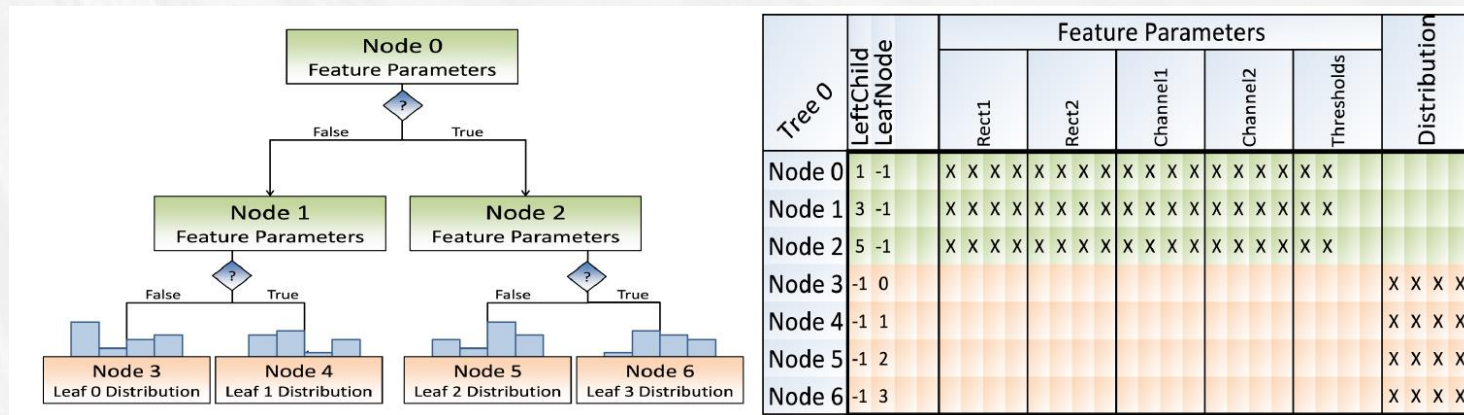 Node 0
Feature Parameters
?
False True
Node 1
Feature Parameters
Node 2
Feature Parameters
? ?
False True False True
Node 3
Leaf 0 Distribution
Node 4
Leaf 1 Distribution
Node 5
Leaf 2 Distribution
Node 6
Leaf 3 Distribution
Tree 0 LeftChild LeafNode Feature Parameters Distribution
Rect1 Rect2 Channel1 Channel2 Thresholds
Node 0 1 -1 X X X X X X X X X X X X X X X X X X
Node 1 3 -1 X X X X X X X X X X X X X X X X X X
Node 2 5 -1 X X X X X X X X X X X X X X X X X X
Node 3 -1 0 X X X X
Node 4 -1 1 X X X X
Node 5 -1 2 X X X X
Node 6 -1 3 X X X X